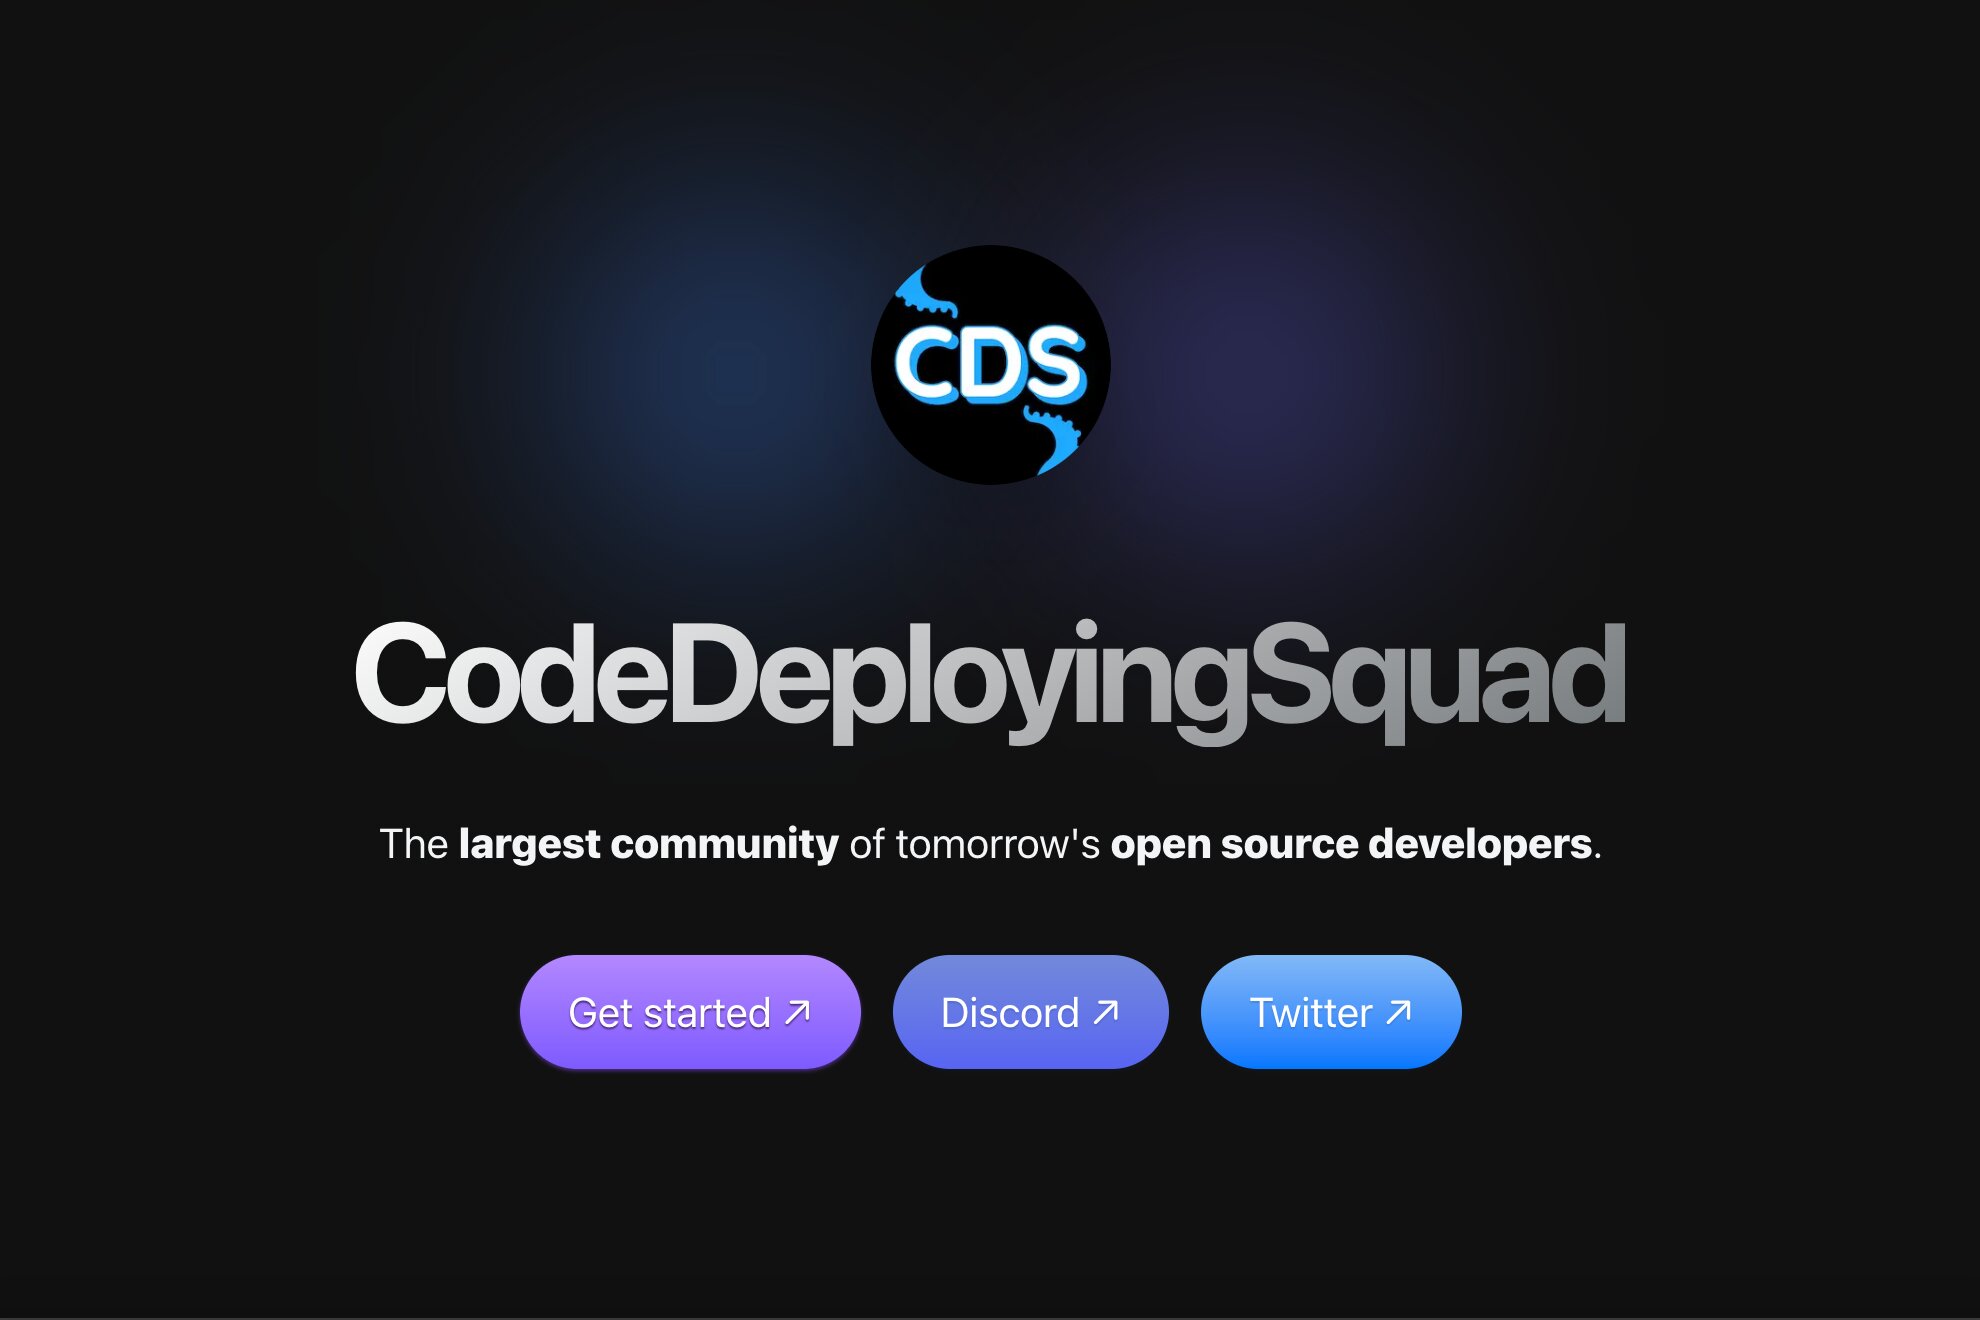 CDS
CodeDeployingSquad
The largest community of tomorrow's open source developers.
Get started ↗
Discord ↗
Twitter ↗